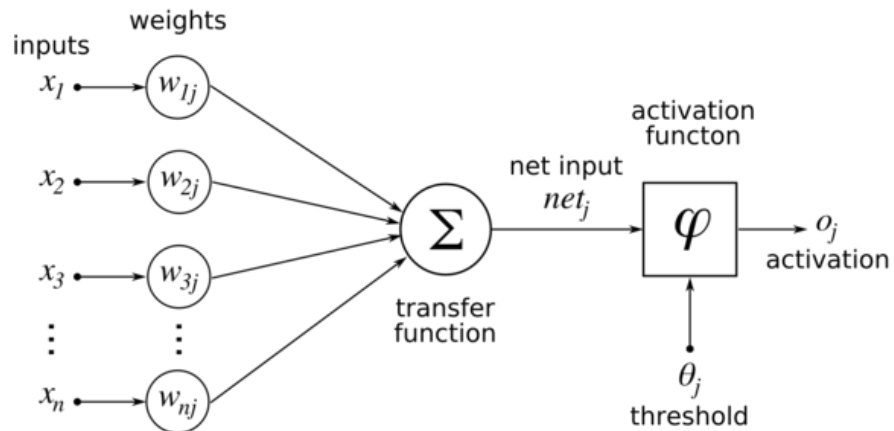 weights
inputs
x1 w1j
x2 w2j
x3 w3j
⋮ ⋮
xn wnj
Σ
transfer
function
net input
netj
activation
functon
φ
oj
activation
θj
threshold